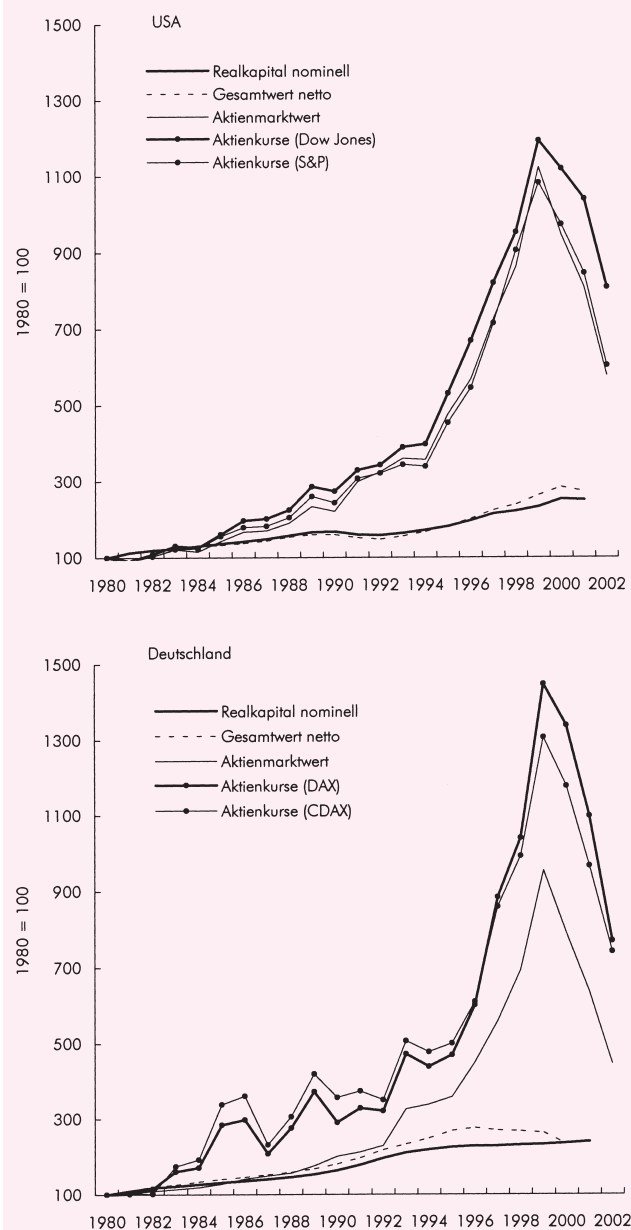 USA
1500
1300
1100
900
700
500
300
100
1980 = 100
Realkapital nominell
Gesamtwert netto
Aktienmarktwert
Aktienkurse (Dow Jones)
Aktienkurse (S&P)
1980 1982 1984 1986 1988 1990 1992 1994 1996 1998 2000 2002
Deutschland
1500
1300
1100
900
700
500
300
100
1980 = 100
Realkapital nominell
Gesamtwert netto
Aktienmarktwert
Aktienkurse (DAX)
Aktienkurse (CDAX)
1980 1982 1984 1986 1988 1990 1992 1994 1996 1998 2000 2002